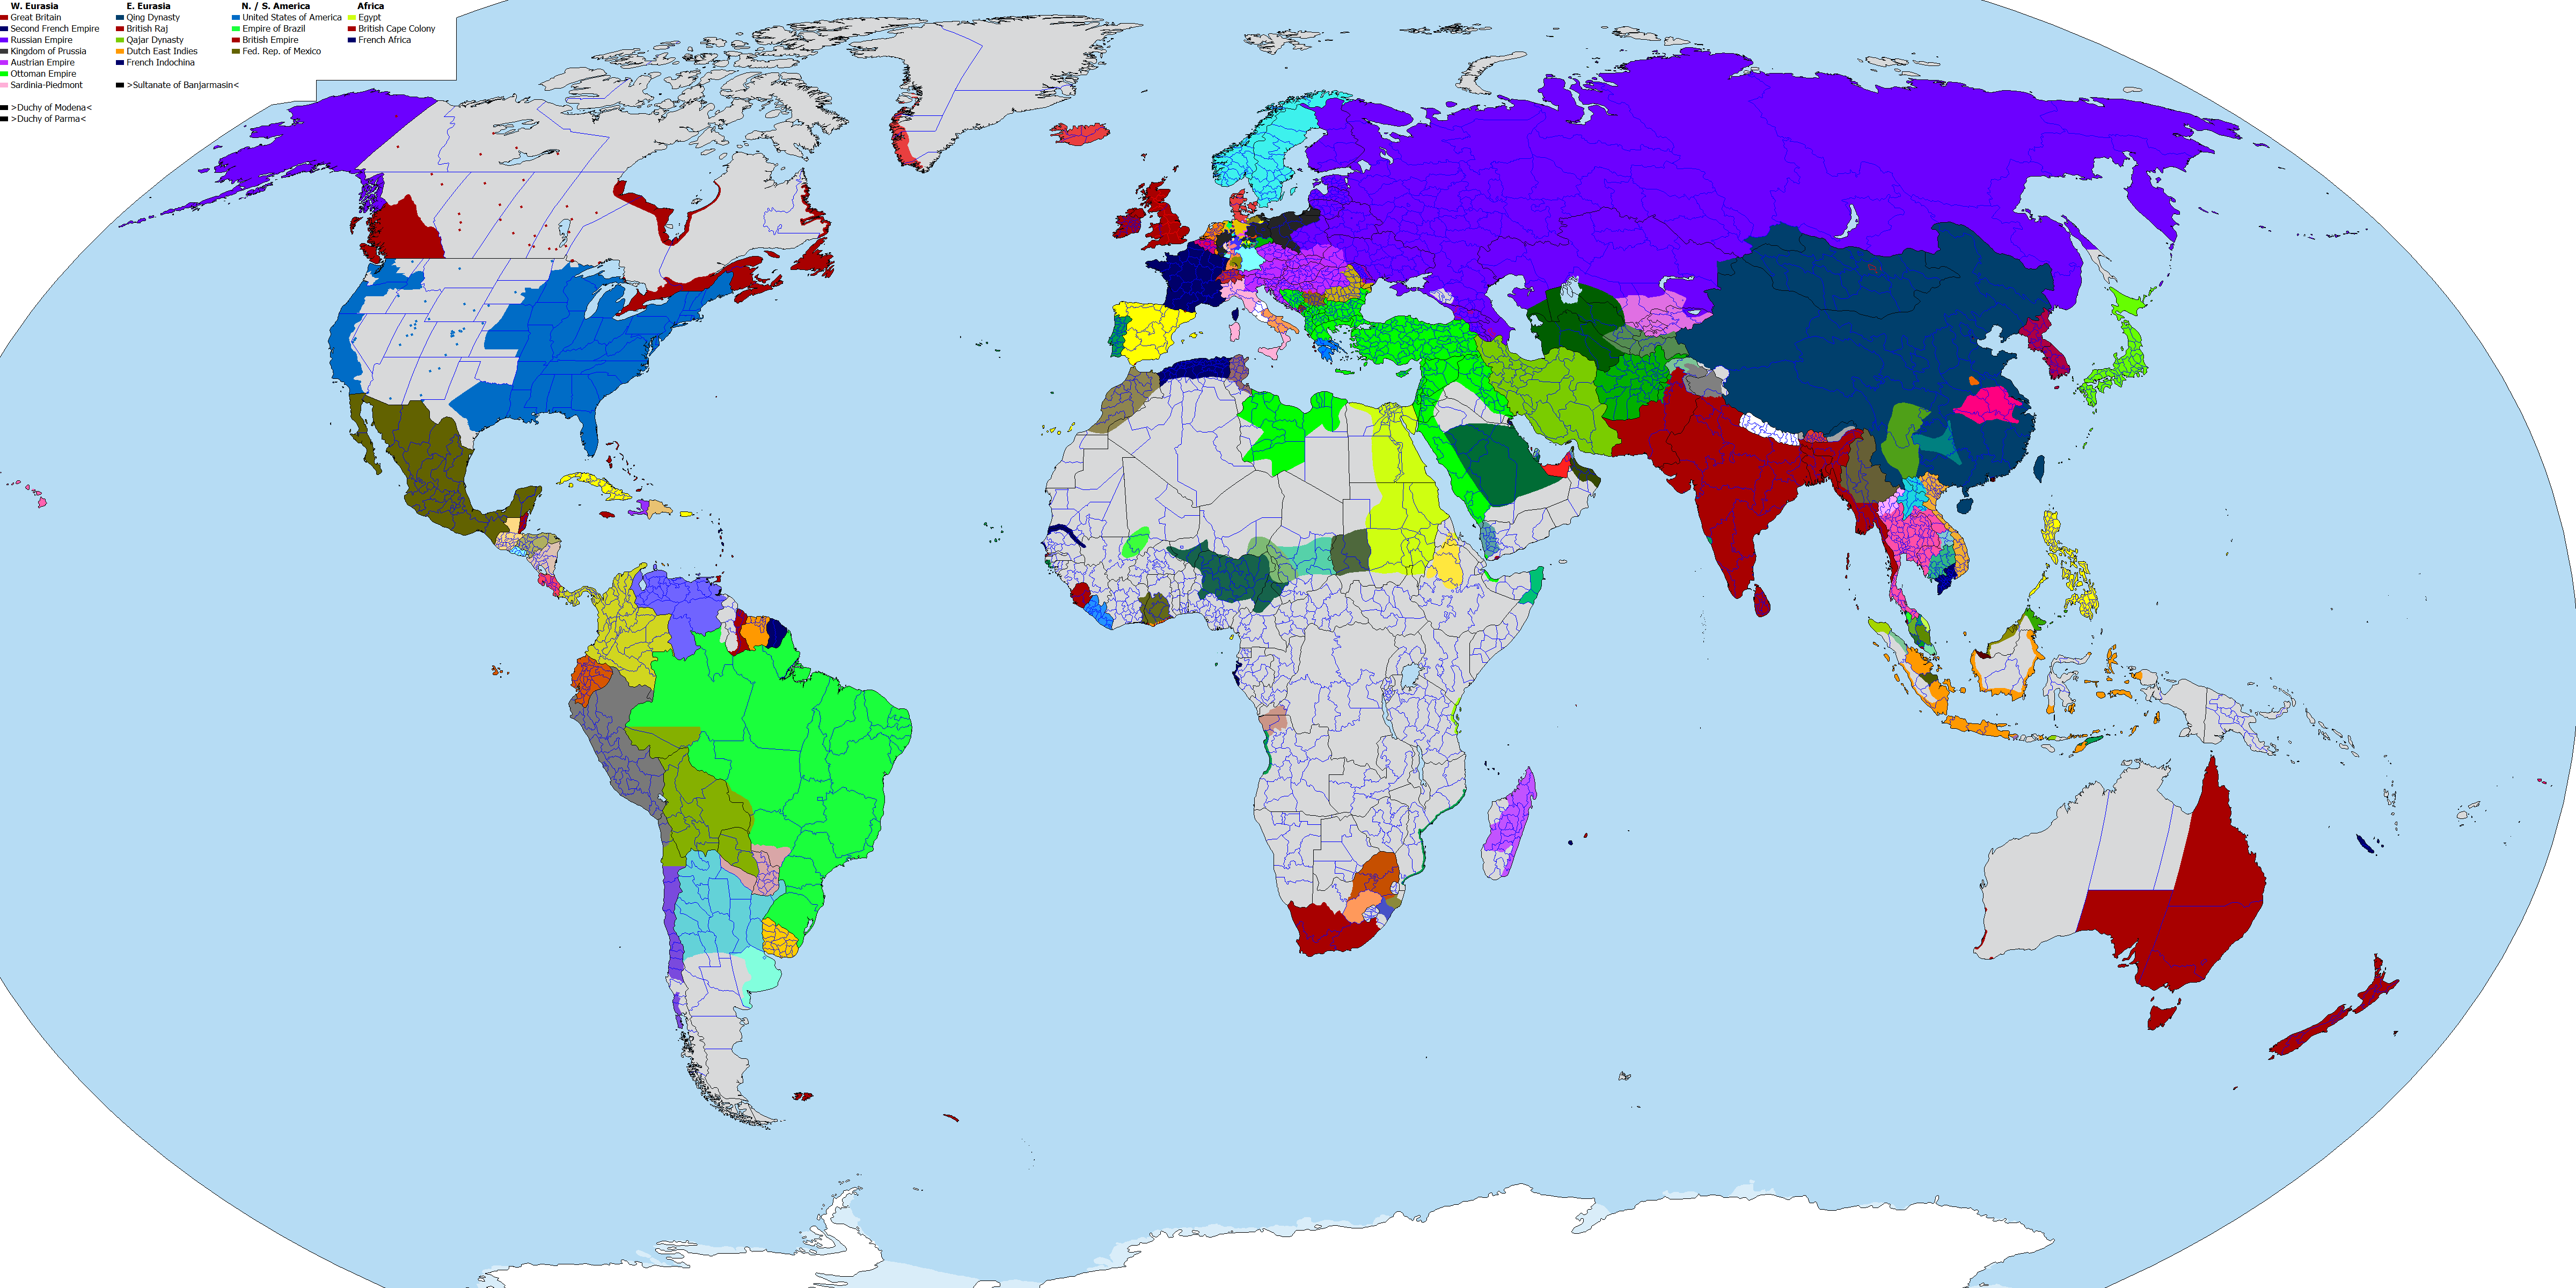 W. Eurasia
Great Britain
Second French Empire
Russian Empire
Kingdom of Prussia
Austrian Empire
Ottoman Empire
Sardinia-Piedmont
>Duchy of Modena<
>Duchy of Parma<
E. Eurasia
Qing Dynasty
British Raj
Qajar Dynasty
Dutch East Indies
French Indochina
>Sultanate of Banjarmasin<
N. / S. America
United States of America
Empire of Brazil
British Empire
Fed. Rep. of Mexico
Africa
Egypt
British Cape Colony
French Africa